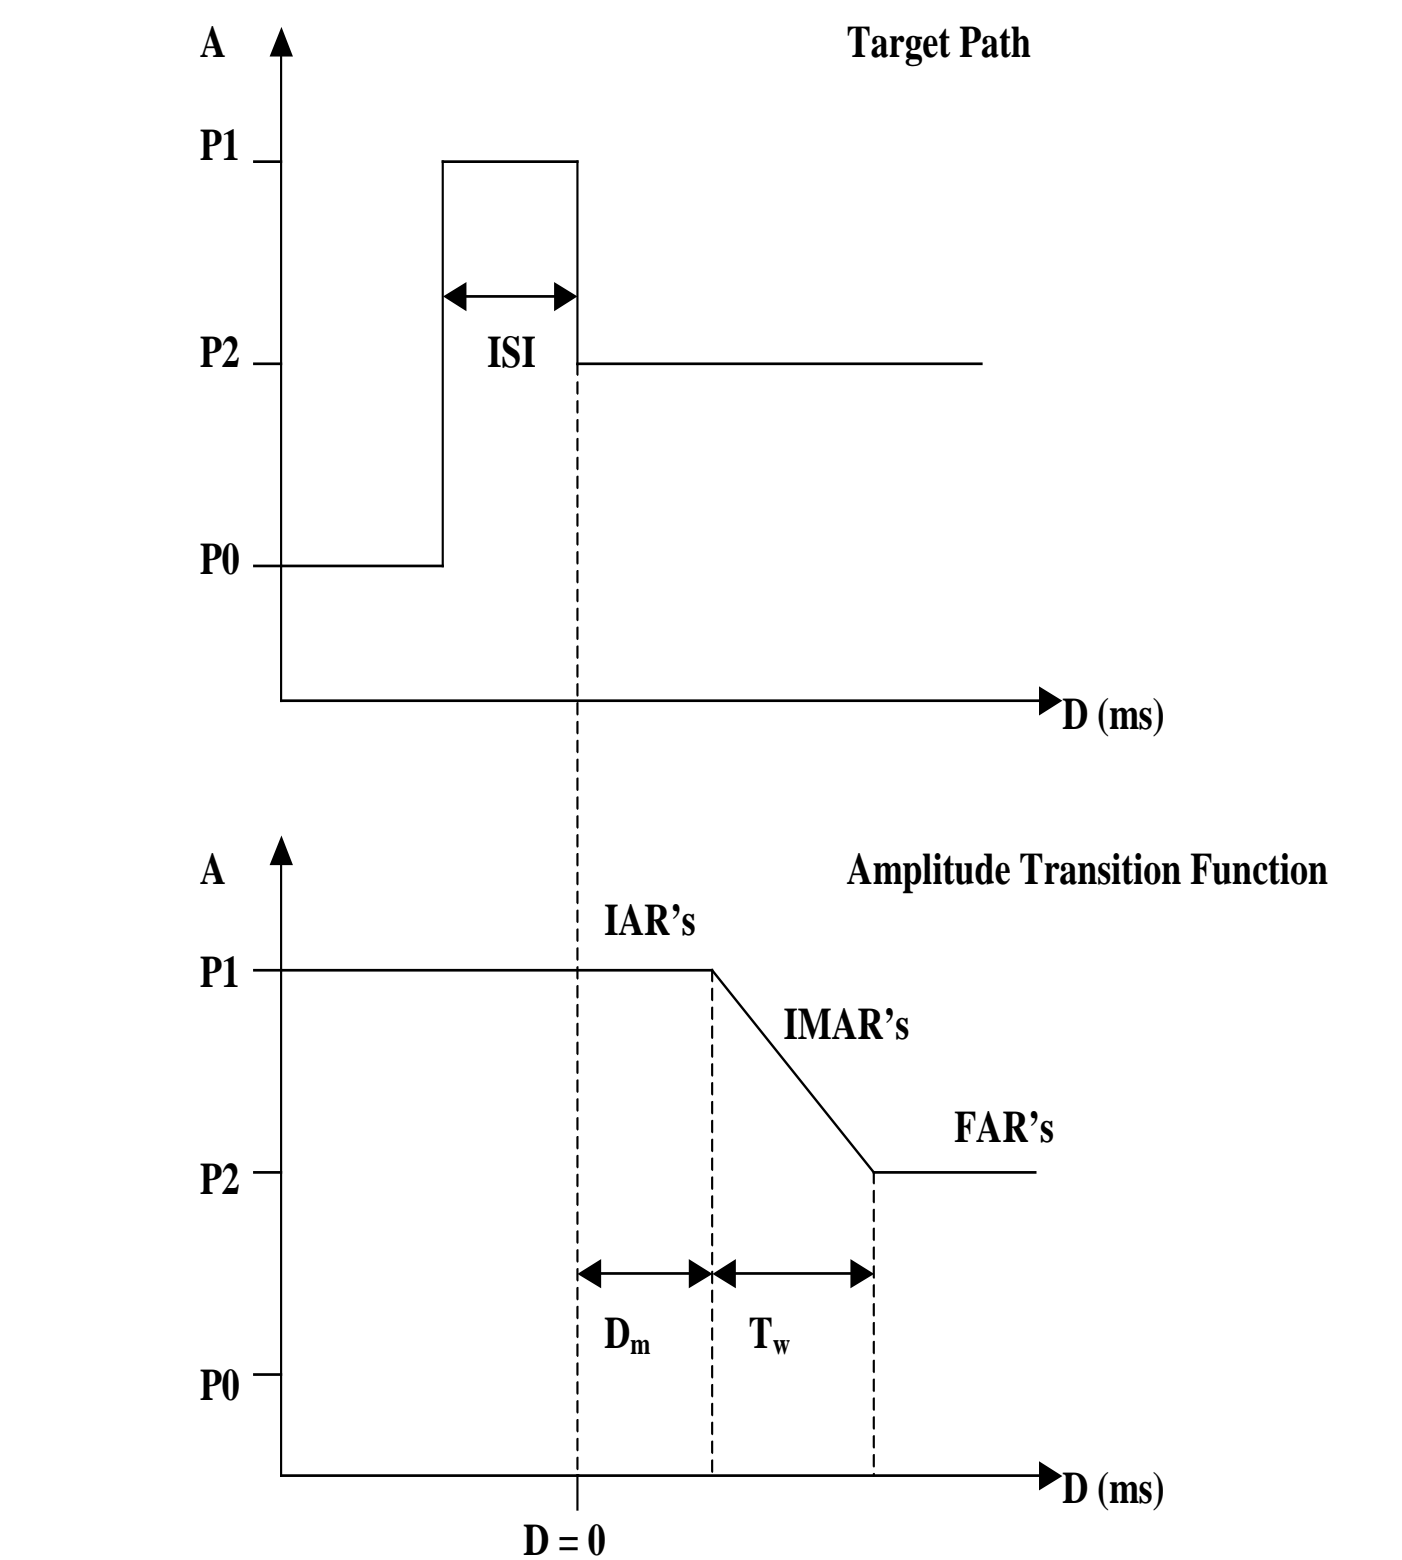 A
Target Path
P1
ISI
P2
P0
D (ms)
A
Amplitude Transition Function
IAR’s
P1
IMAR’s
FAR’s
P2
Dm
Tw
P0
D (ms)
D = 0